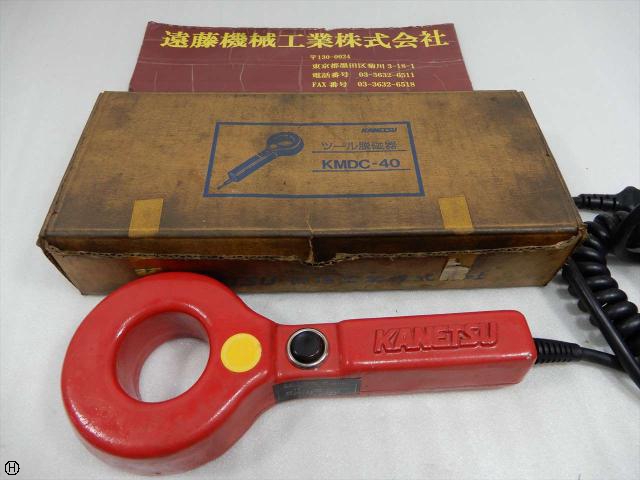 遠藤機械工業株式会社
〒130-0024
東京都墨田区菊川3-18-1
電話番号 03-3632-6511
FAX番号 03-3632-6518
KANETSU
ツール脱磁器
KMDC-40
KANETSU
H